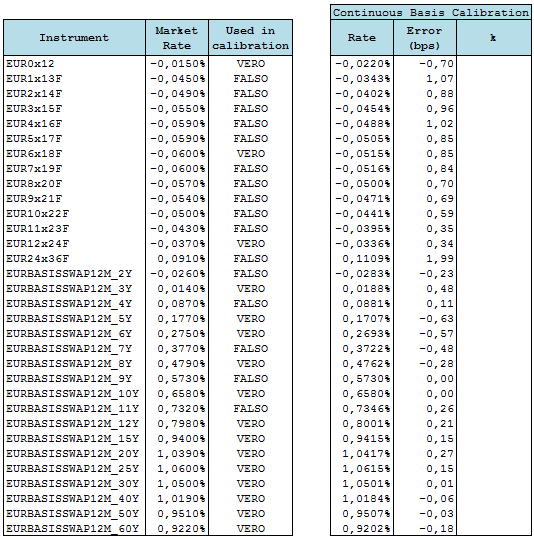 Continuous Basis Calibration
Instrument Market Rate Used in calibration Rate Error (bps) k
EUR0x12 -0,0150% VERO -0,0220% -0,70
EUR1x13F -0,0450% FALSO -0,0343% 1,07
EUR2x14F -0,0490% FALSO -0,0402% 0,88
EUR3x15F -0,0550% FALSO -0,0454% 0,96
EUR4x16F -0,0590% FALSO -0,0488% 1,02
EUR5x17F -0,0590% FALSO -0,0505% 0,85
EUR6x18F -0,0600% VERO -0,0515% 0,85
EUR7x19F -0,0600% FALSO -0,0516% 0,84
EUR8x20F -0,0570% FALSO -0,0500% 0,70
EUR9x21F -0,0540% FALSO -0,0471% 0,69
EUR10x22F -0,0500% FALSO -0,0441% 0,59
EUR11x23F -0,0430% FALSO -0,0395% 0,35
EUR12x24F -0,0370% VERO -0,0336% 0,34
EUR24x36F 0,0910% FALSO 0,1109% 1,99
EURBASISSWAP12M_2Y -0,0260% FALSO -0,0283% -0,23
EURBASISSWAP12M_3Y 0,0140% VERO 0,0188% 0,48
EURBASISSWAP12M_4Y 0,0870% FALSO 0,0881% 0,11
EURBASISSWAP12M_5Y 0,1770% VERO 0,1707% -0,63
EURBASISSWAP12M_6Y 0,2750% VERO 0,2693% -0,57
EURBASISSWAP12M_7Y 0,3770% FALSO 0,3722% -0,48
EURBASISSWAP12M_8Y 0,4790% VERO 0,4762% -0,28
EURBASISSWAP12M_9Y 0,5730% FALSO 0,5730% 0,00
EURBASISSWAP12M_10Y 0,6580% VERO 0,6580% 0,00
EURBASISSWAP12M_11Y 0,7320% FALSO 0,7346% 0,26
EURBASISSWAP12M_12Y 0,7980% VERO 0,8001% 0,21
EURBASISSWAP12M_15Y 0,9400% VERO 0,9415% 0,15
EURBASISSWAP12M_20Y 1,0390% VERO 1,0417% 0,27
EURBASISSWAP12M_25Y 1,0600% VERO 1,0615% 0,15
EURBASISSWAP12M_30Y 1,0500% VERO 1,0501% 0,01
EURBASISSWAP12M_40Y 1,0190% VERO 1,0184% -0,06
EURBASISSWAP12M_50Y 0,9510% VERO 0,9507% -0,03
EURBASISSWAP12M_60Y 0,9220% VERO 0,9202% -0,18